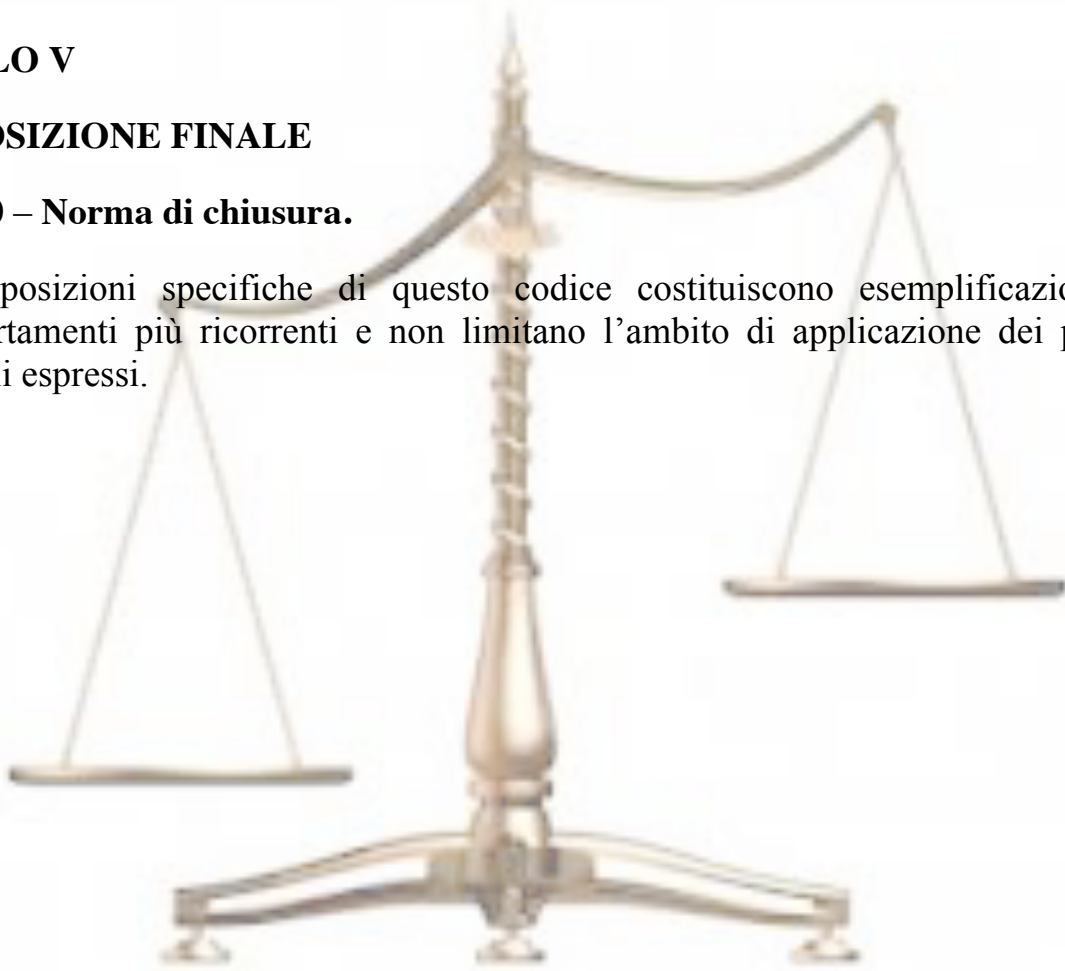 LO V
OSIZIONE FINALE
– Norma di chiusura.
posizioni specifiche di questo codice costituiscono esemplificazio
rtamenti più ricorrenti e non limitano l’ambito di applicazione dei p
i espressi.